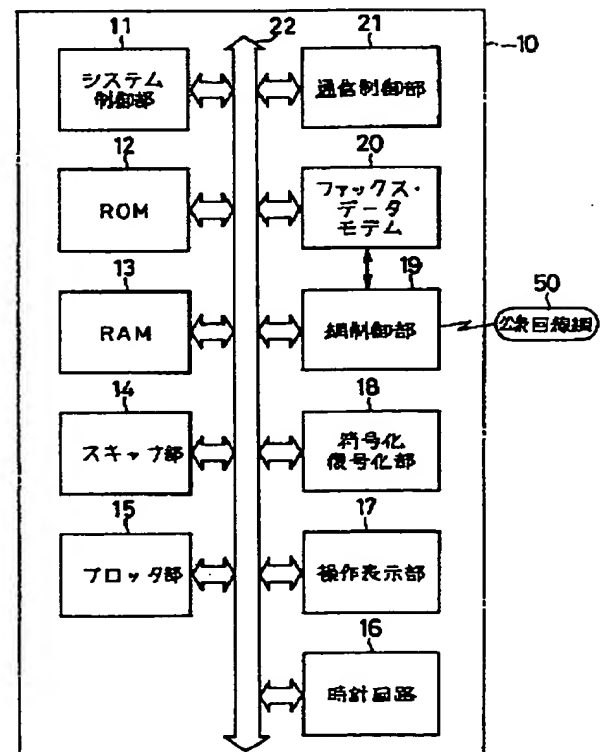 11
システム
制御部
22
21
通信制御部
10
12
ROM
20
ファックス・
データ
モデム
13
RAM
19
網制御部
50
公衆回線網
14
スキャナ部
18
符号化
復号化部
15
プロッタ部
17
操作表示部
16
時計回路